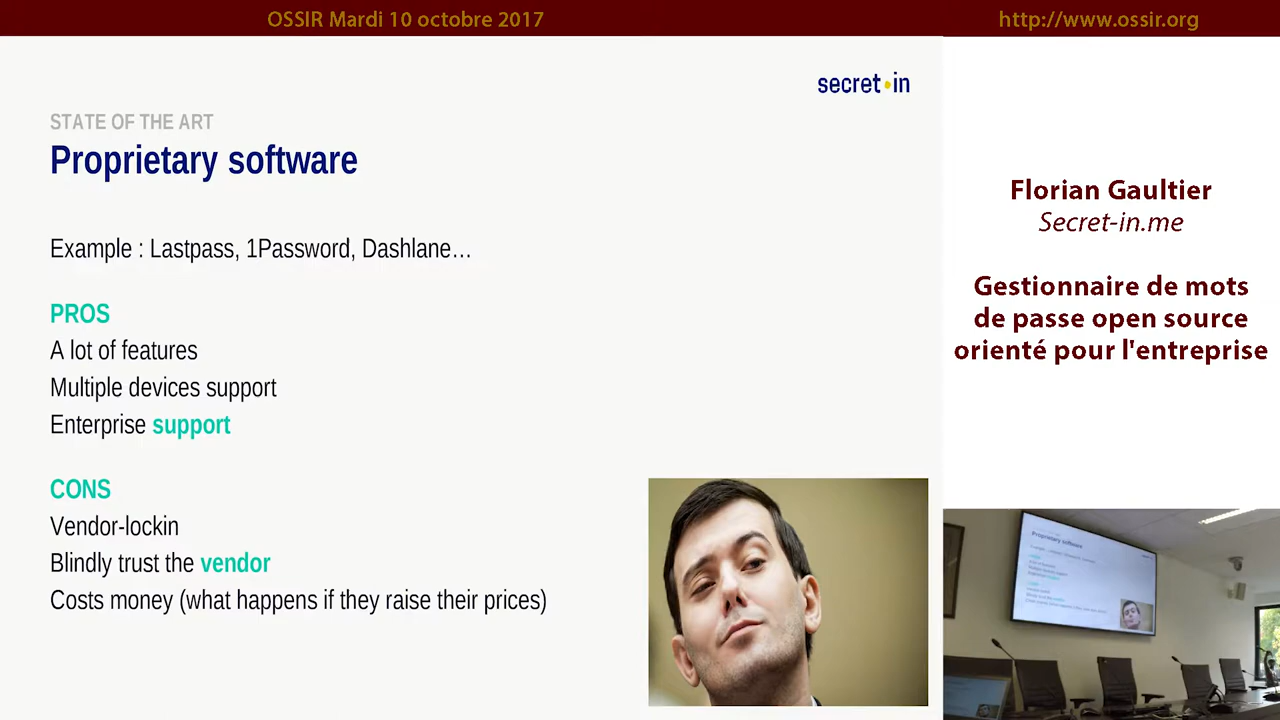 OSSIR Mardi 10 octobre 2017
http://www.ossir.org
secret•in
STATE OF THE ART
Proprietary software
Example : Lastpass, 1Password, Dashlane…
PROS
A lot of features
Multiple devices support
Enterprise support
CONS
Vendor-lockin
Blindly trust the vendor
Costs money (what happens if they raise their prices)
Florian Gaultier
Secret-in.me
Gestionnaire de mots
de passe open source
orienté pour l'entreprise
Proprietary software